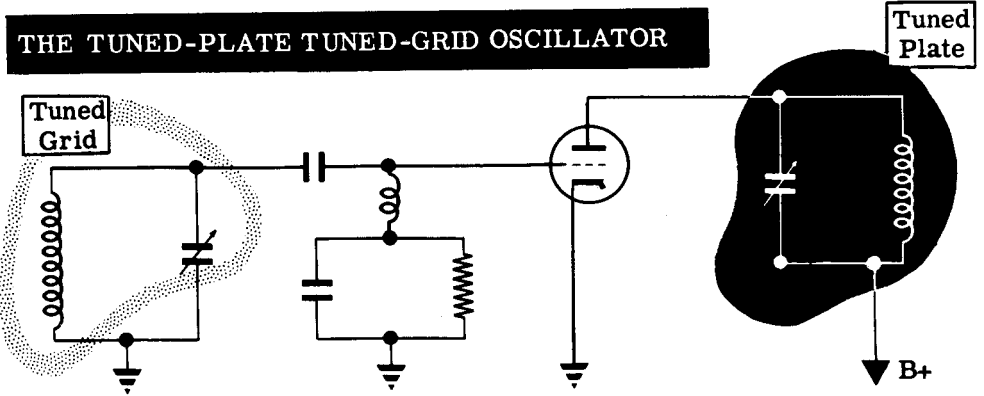 THE TUNED-PLATE TUNED-GRID OSCILLATOR
Tuned
Plate
Tuned
Grid
B+